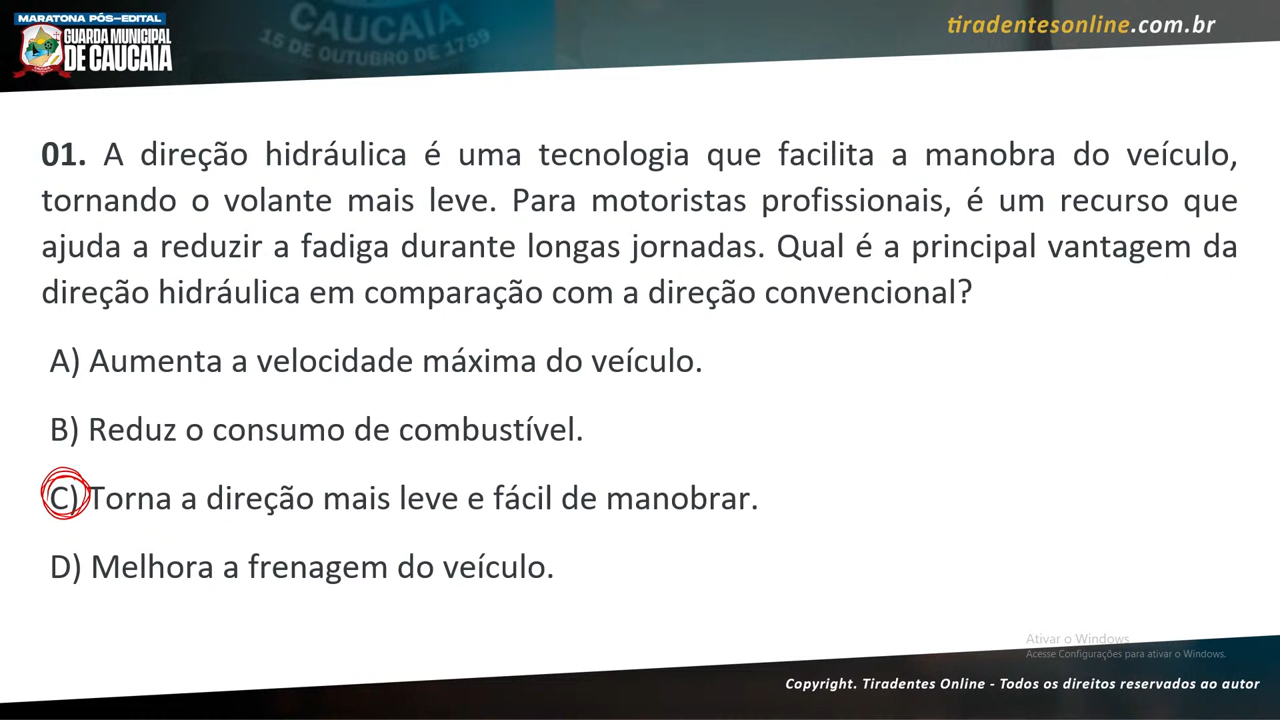 MARATONA PÓS-EDITAL
GUARDA MUNICIPAL
DE CAUCAIA
CAUCAIA
15 DE OUTUBRO DE 1759
tiradentesonline.com.br
01. A direção hidráulica é uma tecnologia que facilita a manobra do veículo,
tornando o volante mais leve. Para motoristas profissionais, é um recurso que
ajuda a reduzir a fadiga durante longas jornadas. Qual é a principal vantagem da
direção hidráulica em comparação com a direção convencional?
A) Aumenta a velocidade máxima do veículo.
B) Reduz o consumo de combustível.
C) Torna a direção mais leve e fácil de manobrar.
D) Melhora a frenagem do veículo.
Ativar o Windows
Acesse Configurações para ativar o Windows.
Copyright. Tiradentes Online - Todos os direitos reservados ao autor